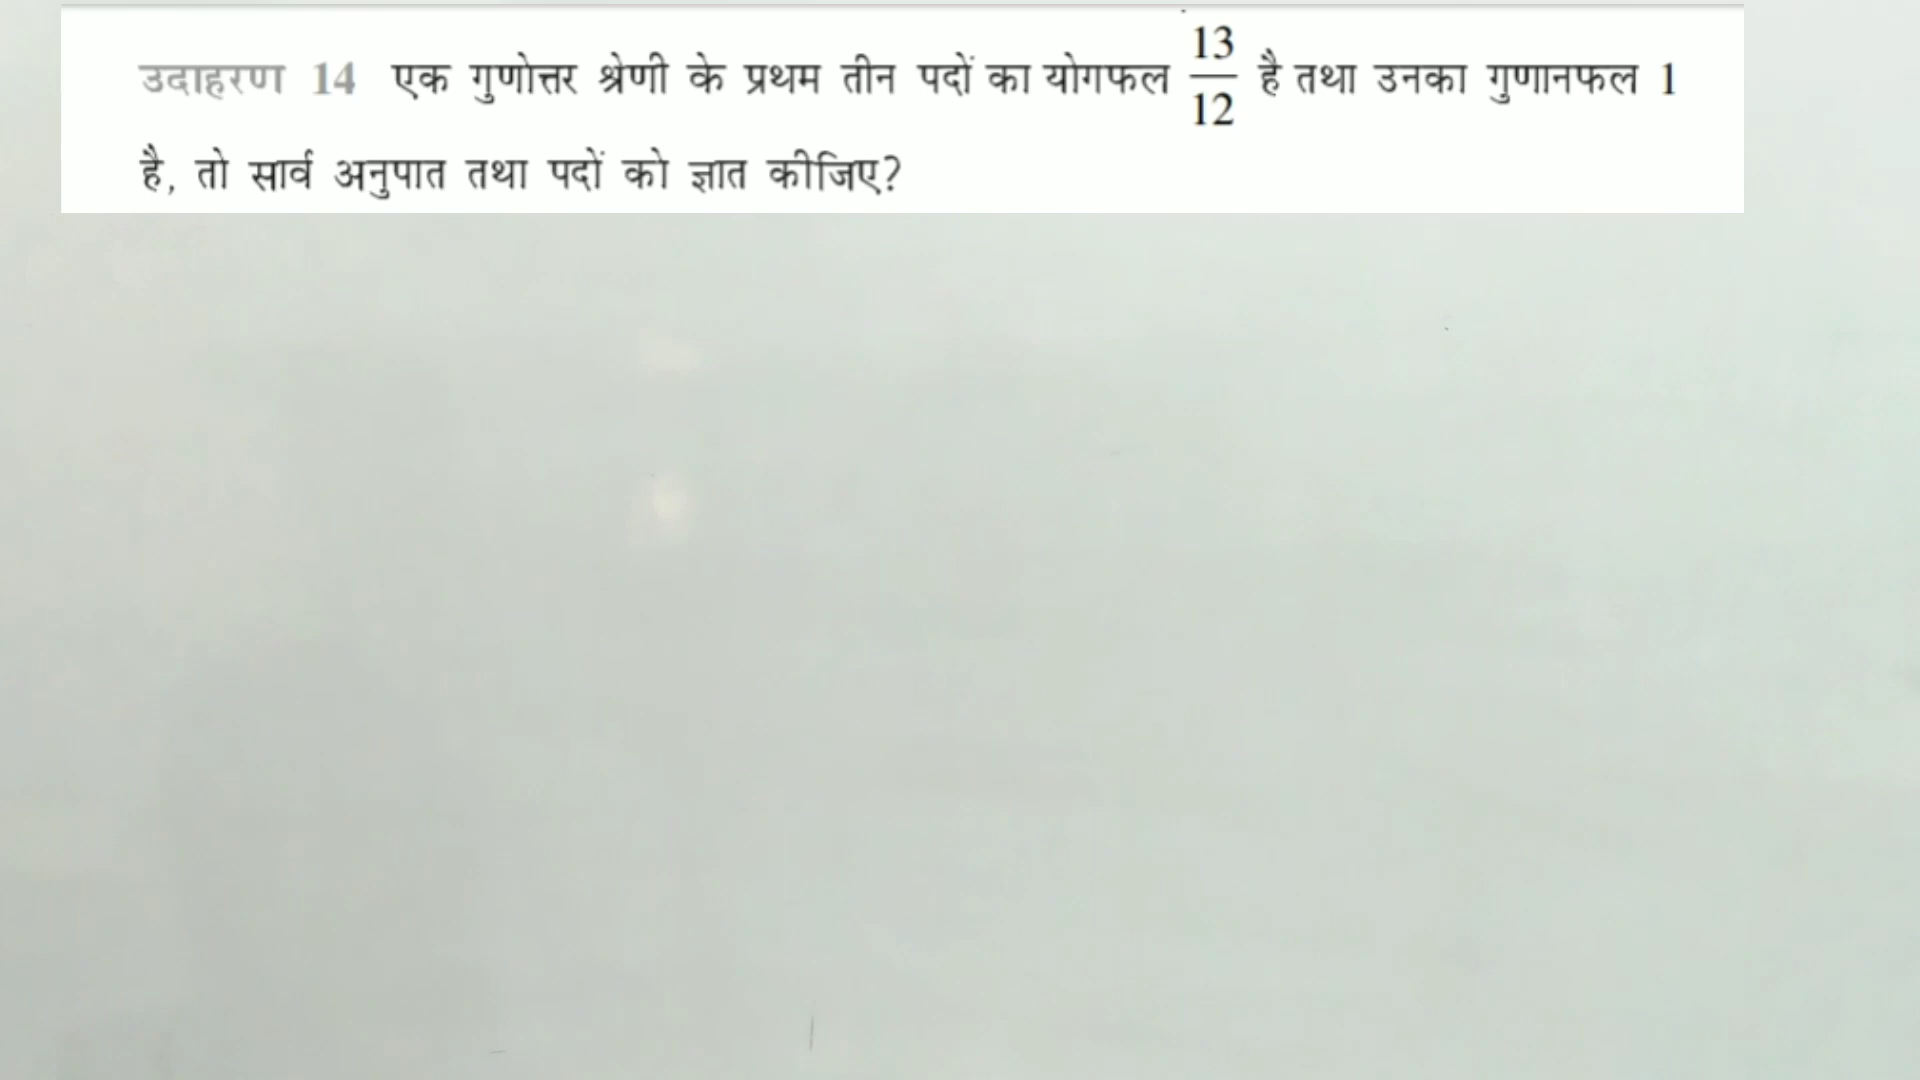 उदाहरण 14 एक गुणोत्तर श्रेणी के प्रथम तीन पदों का योगफल 13/12 है तथा उनका गुणानफल 1
है, तो सार्व अनुपात तथा पदों को ज्ञात कीजिए?